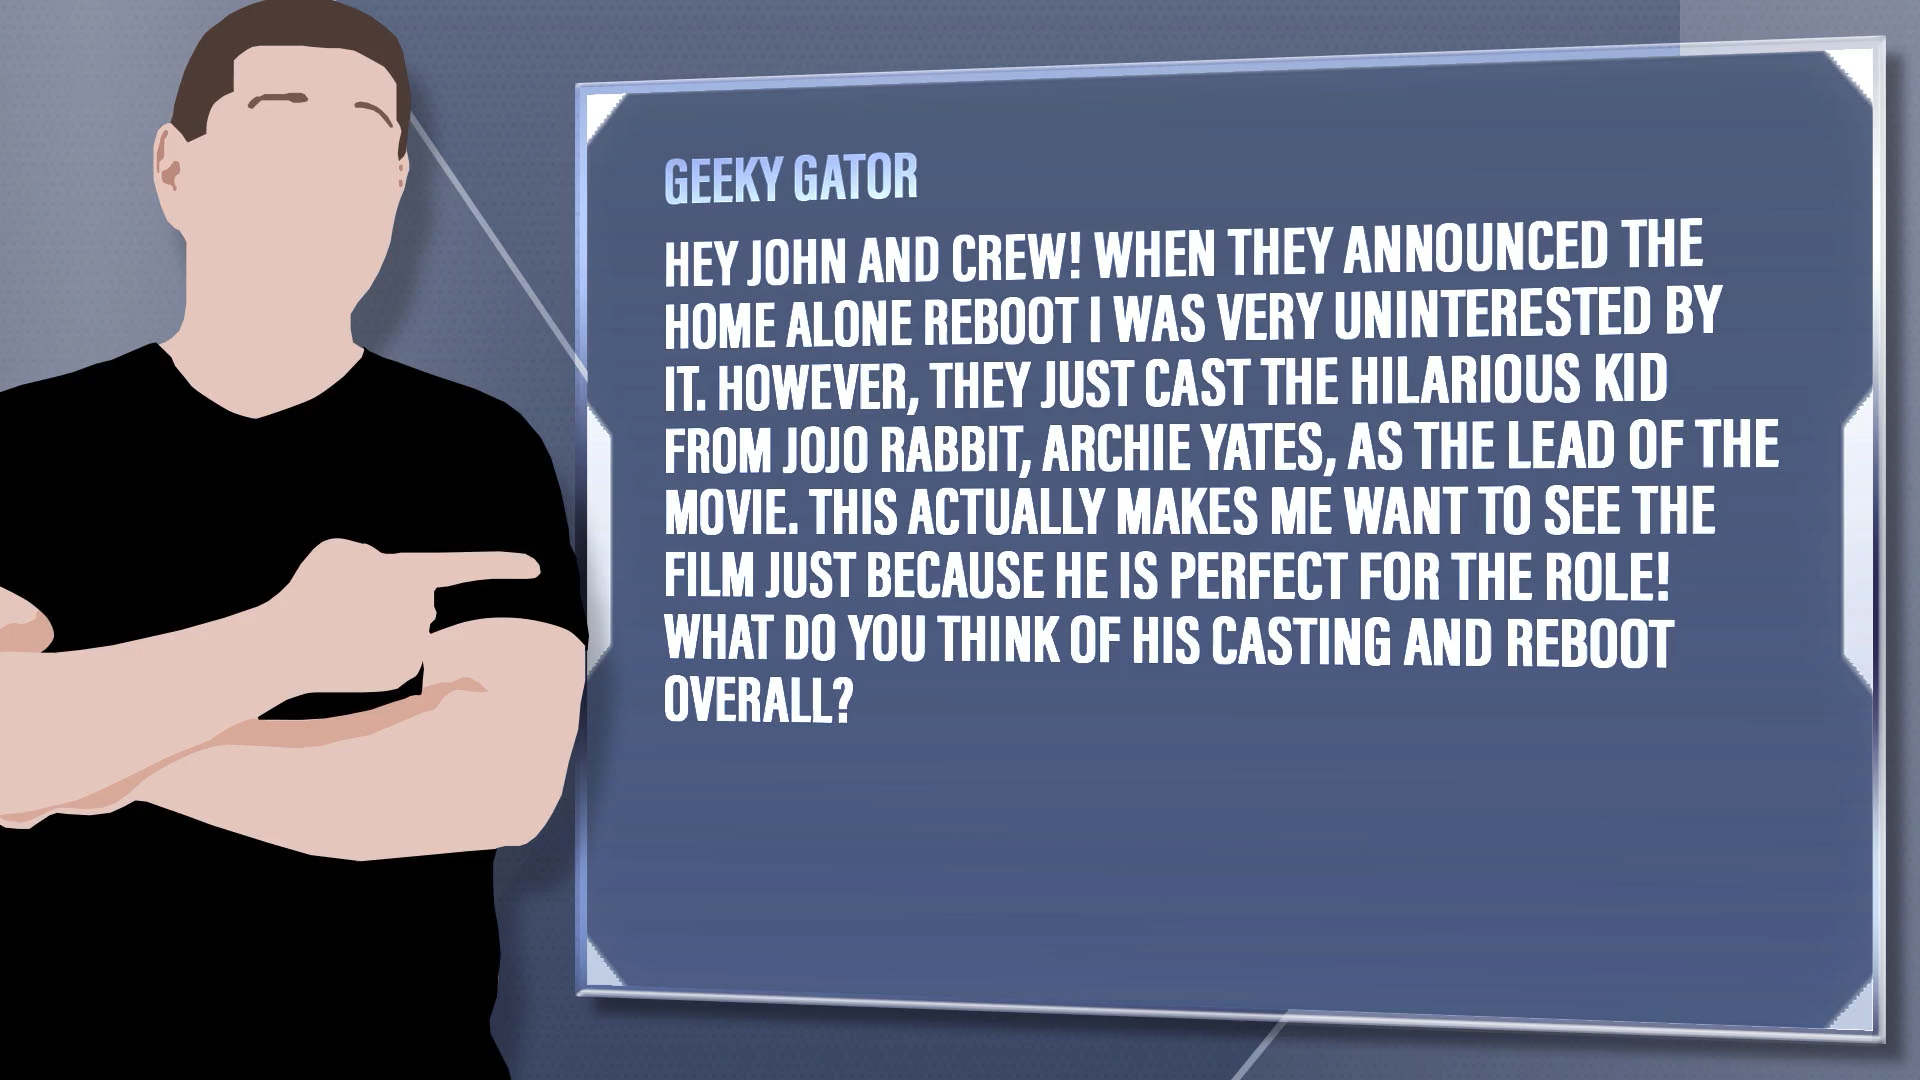 GEEKY GATOR
HEY JOHN AND CREW! WHEN THEY ANNOUNCED THE
HOME ALONE REBOOT I WAS VERY UNINTERESTED BY
IT. HOWEVER, THEY JUST CAST THE HILARIOUS KID
FROM JOJO RABBIT, ARCHIE YATES, AS THE LEAD OF THE
MOVIE. THIS ACTUALLY MAKES ME WANT TO SEE THE
FILM JUST BECAUSE HE IS PERFECT FOR THE ROLE!
WHAT DO YOU THINK OF HIS CASTING AND REBOOT
OVERALL?